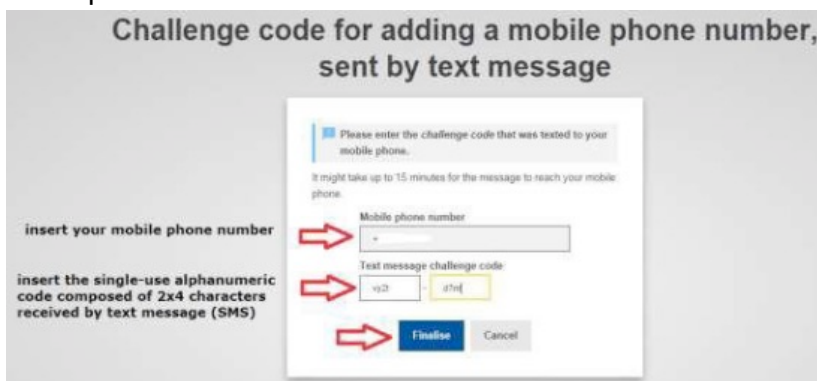 Challenge code for adding a mobile phone number,
sent by text message
Please enter the challenge code that was texted to your
mobile phone.
It might take up to 15 minutes for the message to reach your mobile
phone.
Mobile phone number
insert your mobile phone number
+
Text message challenge code
insert the single-use alphanumeric
code composed of 2x4 characters
received by text message (SMS)
-
Finalise Cancel